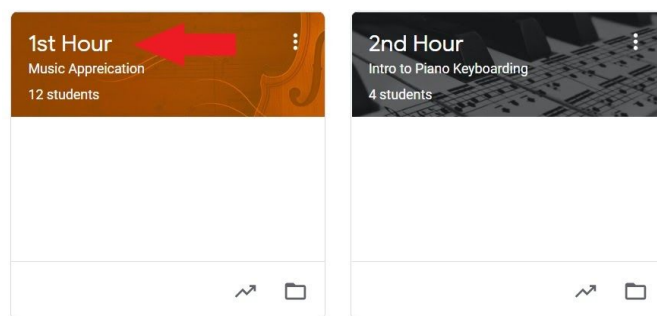 1st Hour
Music Appreication
12 students
2nd Hour
Intro to Piano Keyboarding
4 students